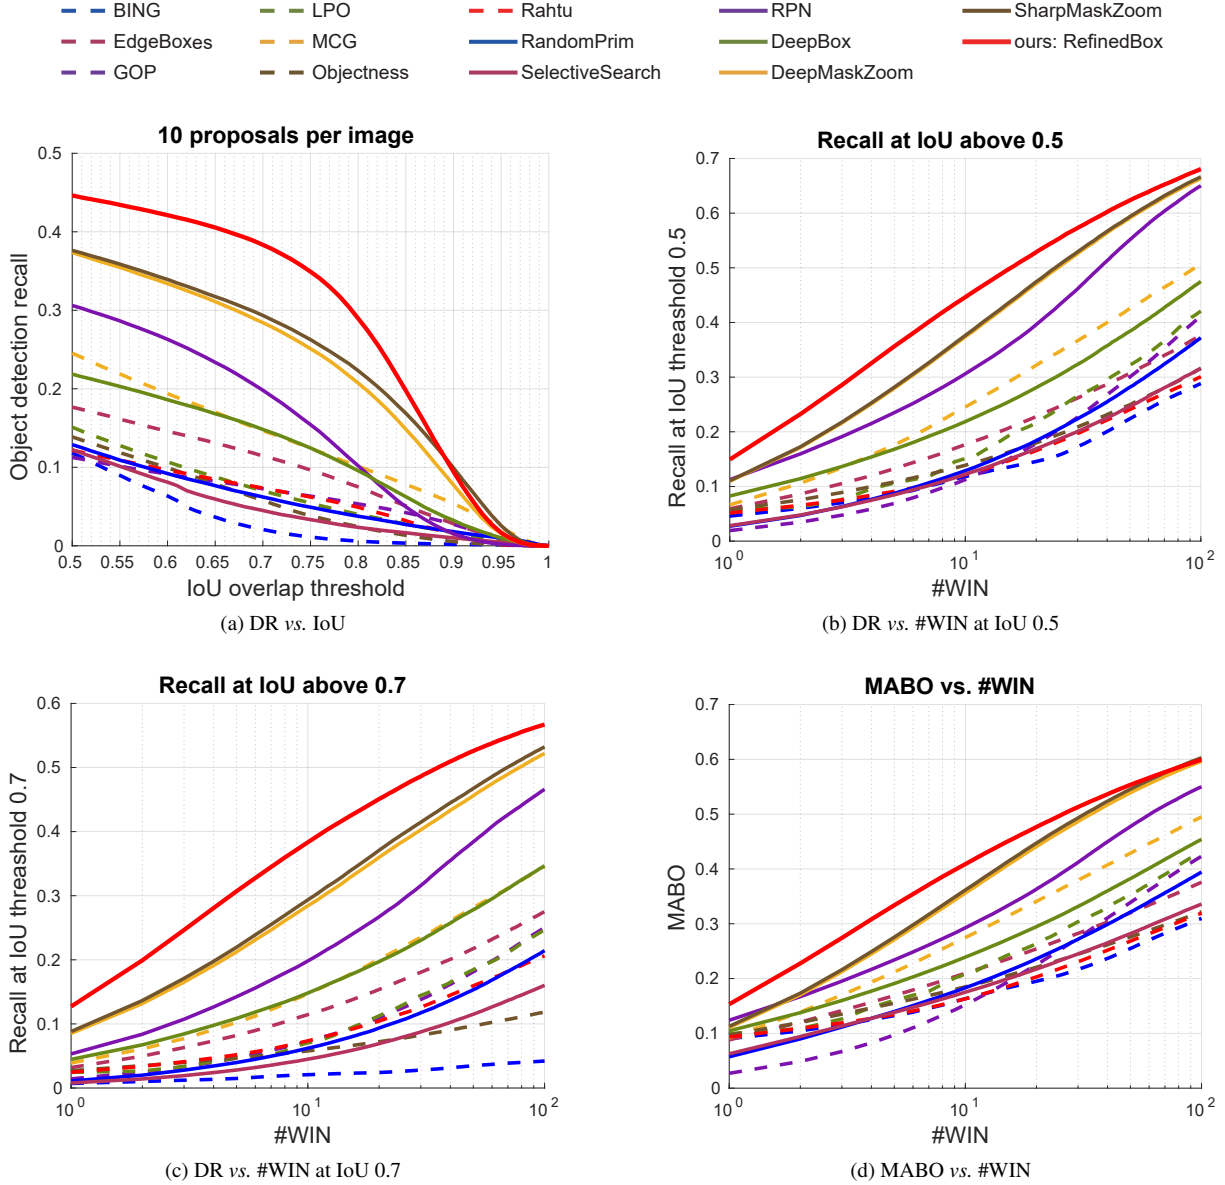 BING LPO Rahtu RPN SharpMaskZoom
EdgeBoxes MCG RandomPrim DeepBox ours: RefinedBox
GOP Objectness SelectiveSearch DeepMaskZoom
10 proposals per image
Object detection recall
0.5
0.4
0.3
0.2
0.1
0
0.5 0.55 0.6 0.65 0.7 0.75 0.8 0.85 0.9 0.95 1
IoU overlap threshold
(a) DR vs. IoU
Recall at IoU above 0.5
Recall at IoU threashold 0.5
0.7
0.6
0.5
0.4
0.3
0.2
0.1
0
10^0 10^1 10^2
#WIN
(b) DR vs. #WIN at IoU 0.5
Recall at IoU above 0.7
Recall at IoU threashold 0.7
0.6
0.5
0.4
0.3
0.2
0.1
0
10^0 10^1 10^2
#WIN
(c) DR vs. #WIN at IoU 0.7
MABO vs. #WIN
MABO
0.7
0.6
0.5
0.4
0.3
0.2
0.1
0
10^0 10^1 10^2
#WIN
(d) MABO vs. #WIN